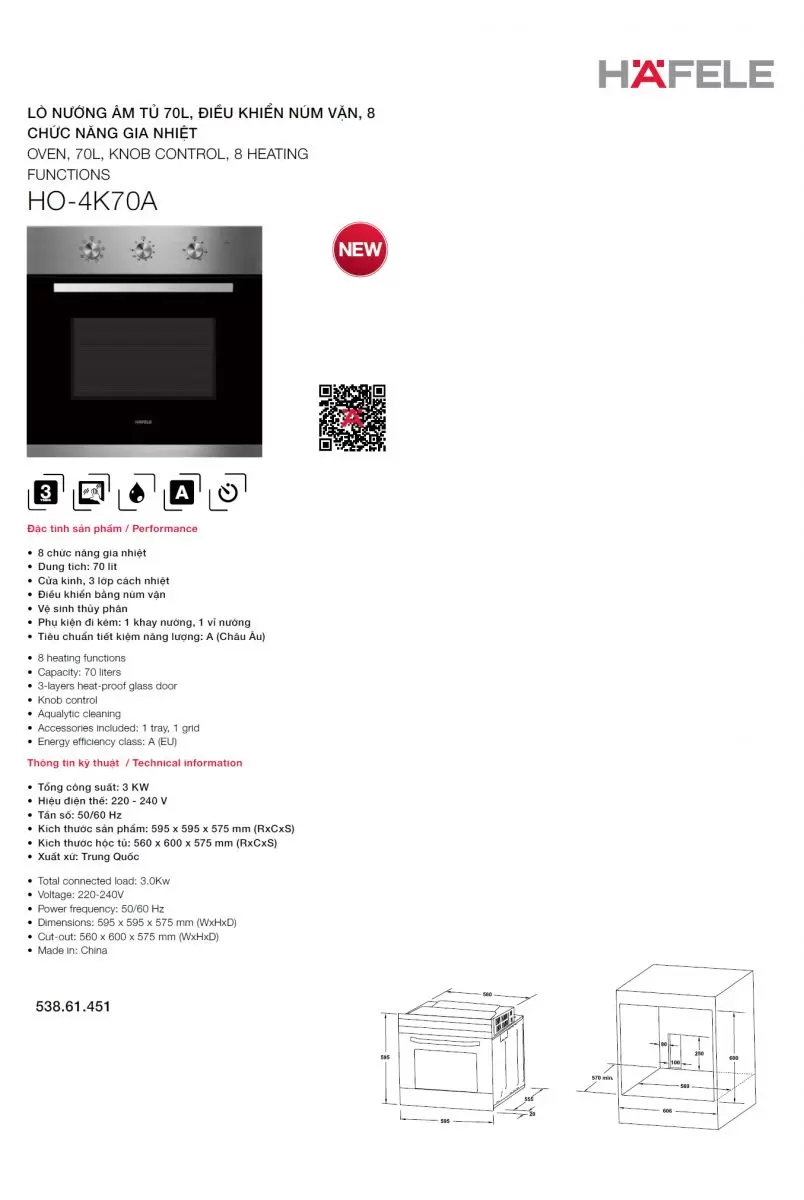 HÄFELE
LÒ NƯỚNG ÂM TỦ 70L, ĐIỀU KHIỂN NÚM VẶN, 8
CHỨC NĂNG GIA NHIỆT
OVEN, 70L, KNOB CONTROL, 8 HEATING
FUNCTIONS
HO-4K70A
NEW
HÄFELE
3
A
Đặc tính sản phẩm / Performance
• 8 chức năng gia nhiệt
• Dung tích: 70 lít
• Cửa kính, 3 lớp cách nhiệt
• Điều khiển bằng núm vặn
• Vệ sinh thủy phân
• Phụ kiện đi kèm: 1 khay nướng, 1 vỉ nướng
• Tiêu chuẩn tiết kiệm năng lượng: A (Châu Âu)
• 8 heating functions
• Capacity: 70 liters
• 3-layers heat-proof glass door
• Knob control
• Aqualytic cleaning
• Accessories included: 1 tray, 1 grid
• Energy efficiency class: A (EU)
Thông tin kỹ thuật / Technical information
• Tổng công suất: 3 KW
• Hiệu điện thế: 220 - 240 V
• Tần số: 50/60 Hz
• Kích thước sản phẩm: 595 x 595 x 575 mm (RxCxS)
• Kích thước hộc tủ: 560 x 600 x 575 mm (RxCxS)
• Xuất xứ: Trung Quốc
• Total connected load: 3.0Kw
• Voltage: 220-240V
• Power frequency: 50/60 Hz
• Dimensions: 595 x 595 x 575 mm (WxHxD)
• Cut-out: 560 x 600 x 575 mm (WxHxD)
• Made in: China
538.61.451
560
595
555
20
595
90
250
600
100
570 min.
560
606